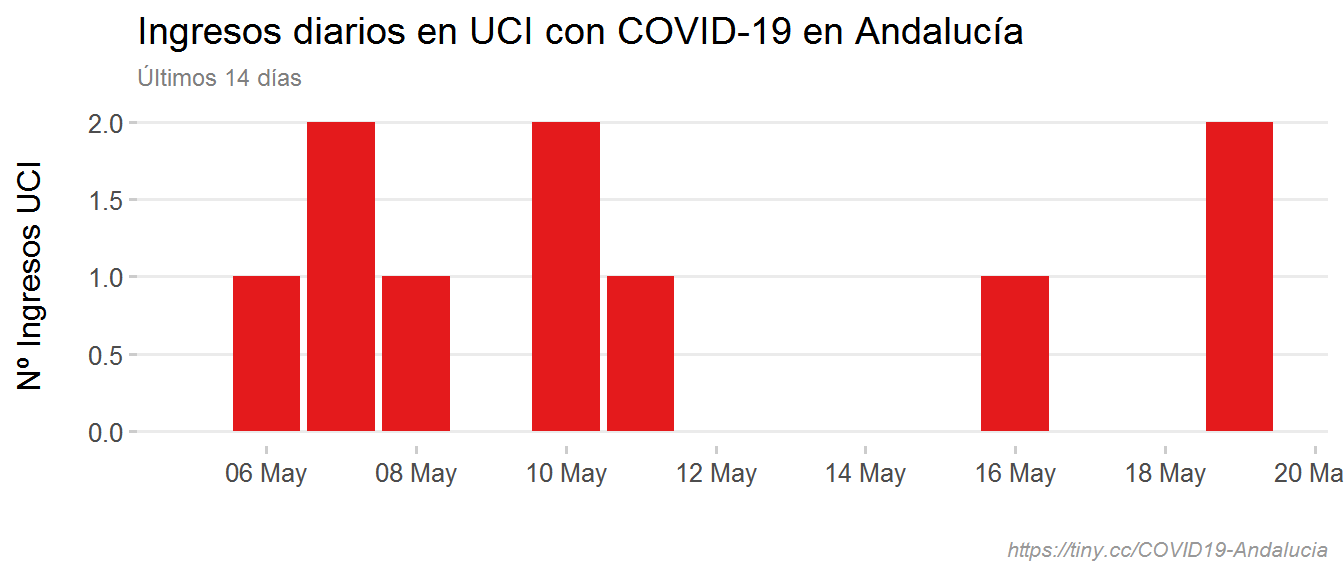 Ingresos diarios en UCI con COVID-19 en Andalucía
Últimos 14 días
Nº Ingresos UCI
2.0
1.5
1.0
0.5
0.0
06 May 08 May 10 May 12 May 14 May 16 May 18 May 20 Ma
https://tiny.cc/COVID19-Andalucia